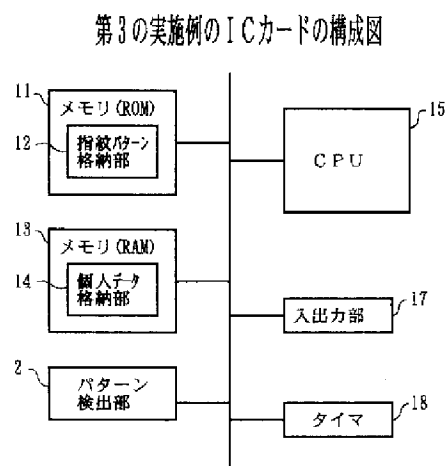 第3の実施例のICカードの構成図
11
メモリ(ROM)
12
指紋パターン
格納部
13
メモリ(RAM)
14
個人データ
格納部
2
パターン
検出部
15
CPU
17
入出力部
18
タイマ